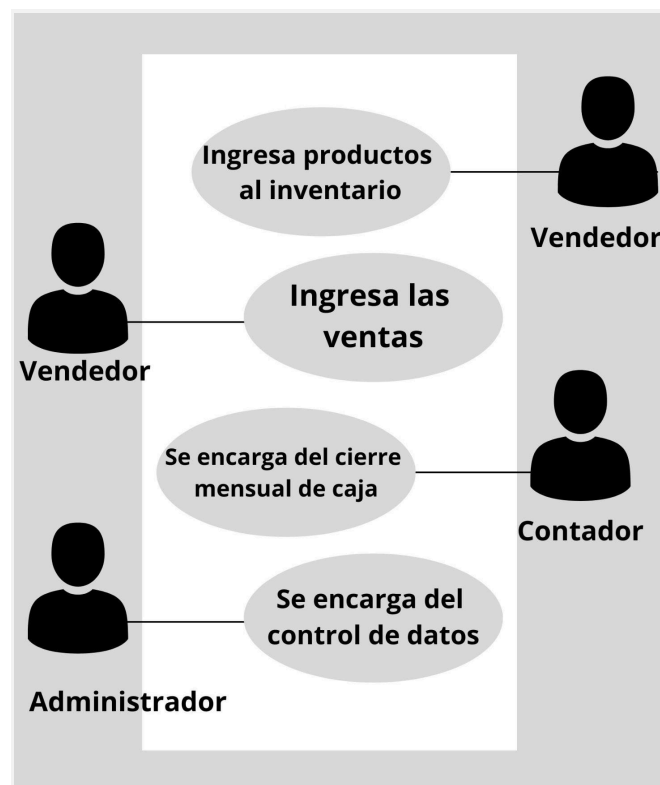 Ingresa productos
al inventario
Vendedor
Ingresa las
ventas
Vendedor
Se encarga del cierre
mensual de caja
Contador
Se encarga del
control de datos
Administrador